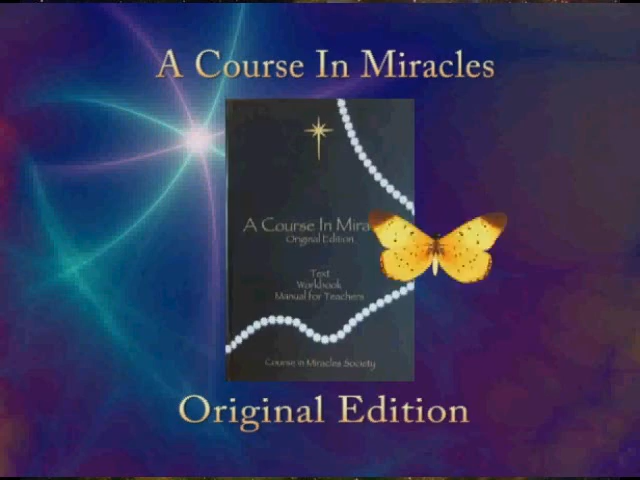 A Course In Miracles
A Course In Mira
Original Edition
Text
Workbook
Manual for Teachers
Course in Miracles Society
Original Edition